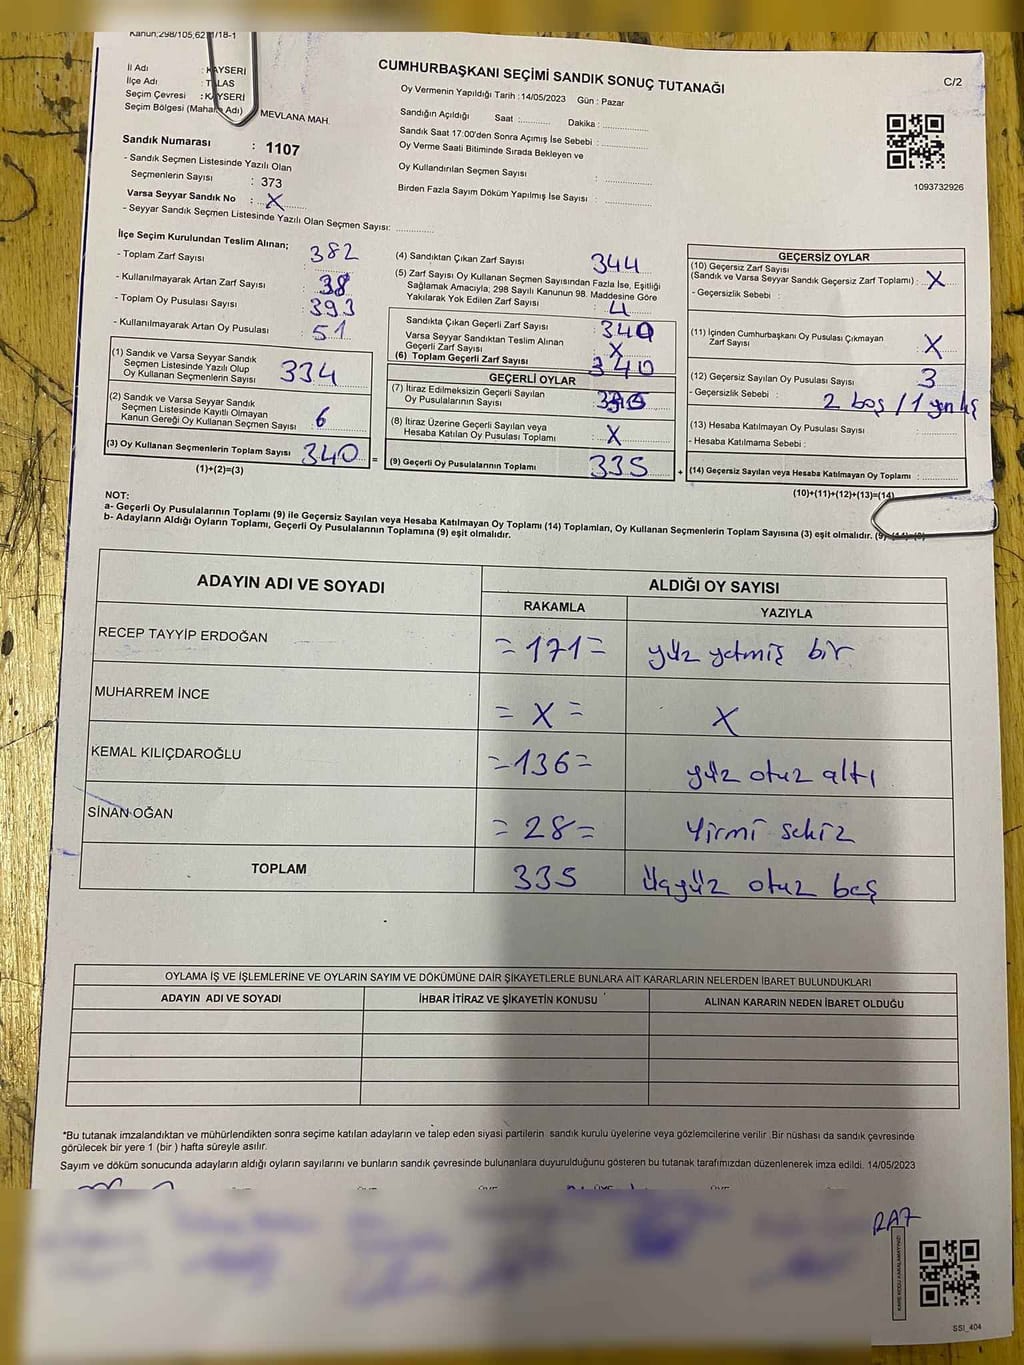 Kanun;298/105,62 /18-1
İl Adı : KAYSERİ
İlçe Adı : TALAS
Seçim Çevresi : KAYSERİ
Seçim Bölgesi (Mahalle Adı) MEVLANA MAH.
CUMHURBAŞKANI SEÇİMİ SANDIK SONUÇ TUTANAĞI
C/2
Oy Vermenin Yapıldığı Tarih : 14/05/2023 Gün : Pazar
Sandığın Açıldığı Saat : Dakika :
Sandık Saat 17:00'den Sonra Açımış İse Sebebi :
Oy Verme Saati Bitiminde Sırada Bekleyen ve
Oy Kullandırılan Seçmen Sayısı :
Birden Fazla Sayım Döküm Yapılmış İse Sayısı :
1093732926
Sandık Numarası : 1107
- Sandık Seçmen Listesinde Yazılı Olan
Seçmenlerin Sayısı : 373
Varsa Seyyar Sandık No : X
- Seyyar Sandık Seçmen Listesinde Yazılı Olan Seçmen Sayısı:
İlçe Seçim Kurulundan Teslim Alınan;
- Toplam Zarf Sayısı : 382
- Kullanılmayarak Artan Zarf Sayısı : 38
- Toplam Oy Pusulası Sayısı : 393
- Kullanılmayarak Artan Oy Pusulası : 51
(1) Sandık ve Varsa Seyyar Sandık
Seçmen Listesinde Yazılı Olup
Oy Kullanan Seçmenlerin Sayısı 334
(2) Sandık ve Varsa Seyyar Sandık
Seçmen Listesinde Kayıtlı Olmayan
Kanun Gereği Oy Kullanan Seçmen Sayısı 6
(3) Oy Kullanan Seçmenlerin Toplam Sayısı 340 =
(1)+(2)=(3)
(4) Sandıktan Çıkan Zarf Sayısı 344
(5) Zarf Sayısı Oy Kullanan Seçmen Sayısından Fazla İse, Eşitliği
Sağlamak Amacıyla, 298 Sayılı Kanunun 98. Maddesine Göre
Yakılarak Yok Edilen Zarf Sayısı 4
Sandıkta Çıkan Geçerli Zarf Sayısı 340
Varsa Seyyar Sandıktan Teslim Alınan
Geçerli Zarf Sayısı X
(6) Toplam Geçerli Zarf Sayısı 340
GEÇERLİ OYLAR
(7) İtiraz Edilmeksizin Geçerli Sayılan
Oy Pusulalarının Sayısı
(8) İtiraz Üzerine Geçerli Sayılan veya
Hesaba Katılan Oy Pusulası Toplamı : X
(9) Geçerli Oy Pusulalarının Toplamı 335 +
GEÇERSİZ OYLAR
(10) Geçersiz Zarf Sayısı
(Sandık ve Varsa Seyyar Sandık Geçersiz Zarf Toplamı) : X
- Geçersizlik Sebebi :
(11) İçinden Cumhurbaşkanı Oy Pusulası Çıkmayan
Zarf Sayısı X
(12) Geçersiz Sayılan Oy Pusulası Sayısı 3
- Geçersizlik Sebebi : 2 boş / 1 yanlış
(13) Hesaba Katılmayan Oy Pusulası Sayısı
- Hesaba Katılmama Sebebi :
(14) Geçersiz Sayılan veya Hesaba Katılmayan Oy Toplamı :
(10)+(11)+(12)+(13)=(14)
NOT:
a- Geçerli Oy Pusulalarının Toplamı (9) ile Geçersiz Sayılan veya Hesaba Katılmayan Oy Toplamı (14) Toplamları, Oy Kullanan Seçmenlerin Toplam Sayısına (3) eşit olmalıdır.
b- Adayların Aldığı Oyların Toplamı, Geçerli Oy Pusulalarının Toplamına (9) eşit olmalıdır.
ADAYIN ADI VE SOYADI
ALDIĞI OY SAYISI
RAKAMLA YAZIYLA
RECEP TAYYİP ERDOĞAN = 171 = yüz yetmiş bir
MUHARREM İNCE = X = X
KEMAL KILIÇDAROĞLU = 136 = yüz otuz altı
SİNAN OĞAN = 28 = Yirmi sekiz
TOPLAM 335 Üçyüz otuz beş
OYLAMA İŞ VE İŞLEMLERİNE VE OYLARIN SAYIM VE DÖKÜMÜNE DAİR ŞİKAYETLERLE BUNLARA AİT KARARLARIN NELERDEN İBARET BULUNDUKLARI
ADAYIN ADI VE SOYADI İHBAR İTİRAZ VE ŞİKAYETİN KONUSU ALINAN KARARIN NEDEN İBARET OLDUĞU
*Bu tutanak imzalandıktan ve mühürlendikten sonra seçime katılan adayların ve talep eden siyasi partilerin sandık kurulu üyelerine veya gözlemcilerine verilir .Bir nüshası da sandık çevresinde
görülecek bir yere 1 (bir ) hafta süreyle asılır.
Sayım ve döküm sonucunda adayların aldığı oyların sayılarını ve bunların sandık çevresinde bulunanlara duyurulduğunu gösteren bu tutanak tarafımızdan düzenlenerek imza edildi. 14/05/2023
KARE KODU KARALAMAYINIZ!
SSI_404